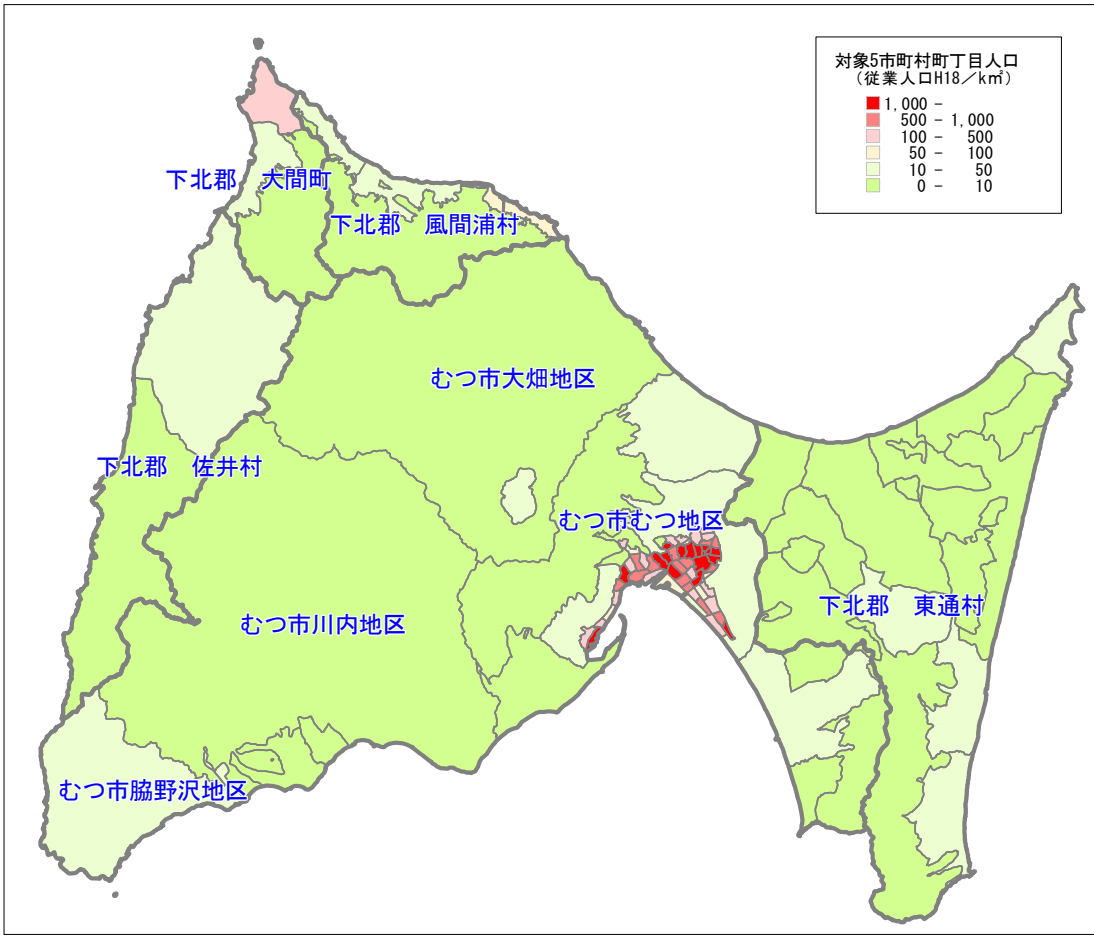 対象5市町村町丁目人口
(従業人口H18/k㎡)
1,000 -
500 - 1,000
100 - 500
50 - 100
10 - 50
0 - 10
下北郡 大間町
下北郡 風間浦村
むつ市大畑地区
下北郡 佐井村
むつ市むつ地区
下北郡 東通村
むつ市川内地区
むつ市脇野沢地区